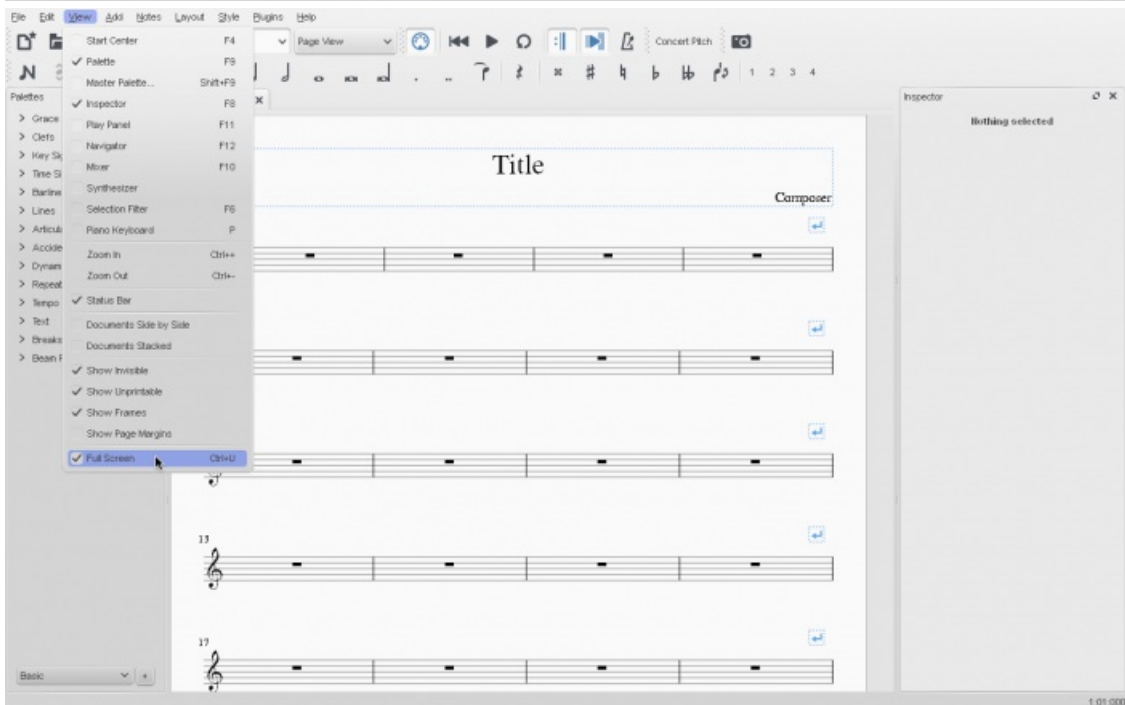 File Edit View Add Notes Layout Style Plugins Help
Start Center F4
Page View
Concert Pitch
Palette F9
Master Palette... Shift+F9
1 2 3 4
Palettes
Inspector F8
Inspector
Play Panel F11
Nothing selected
Navigator F12
Mixer F10
Synthesizer
Selection Filter F6
Piano Keyboard P
Zoom In Ctrl++
Zoom Out Ctrl+-
Status Bar
Documents Side by Side
Documents Stacked
Show Invisible
Show Unprintable
Show Frames
Show Page Margins
Full Screen Ctrl+U
Grace
Clefs
Key Si
Time Si
Barline
Lines
Articula
Accide
Dynam
Repeat
Tempo
Text
Breaks
Beam P
Title
Composer
13
17
Basic
1:01:000